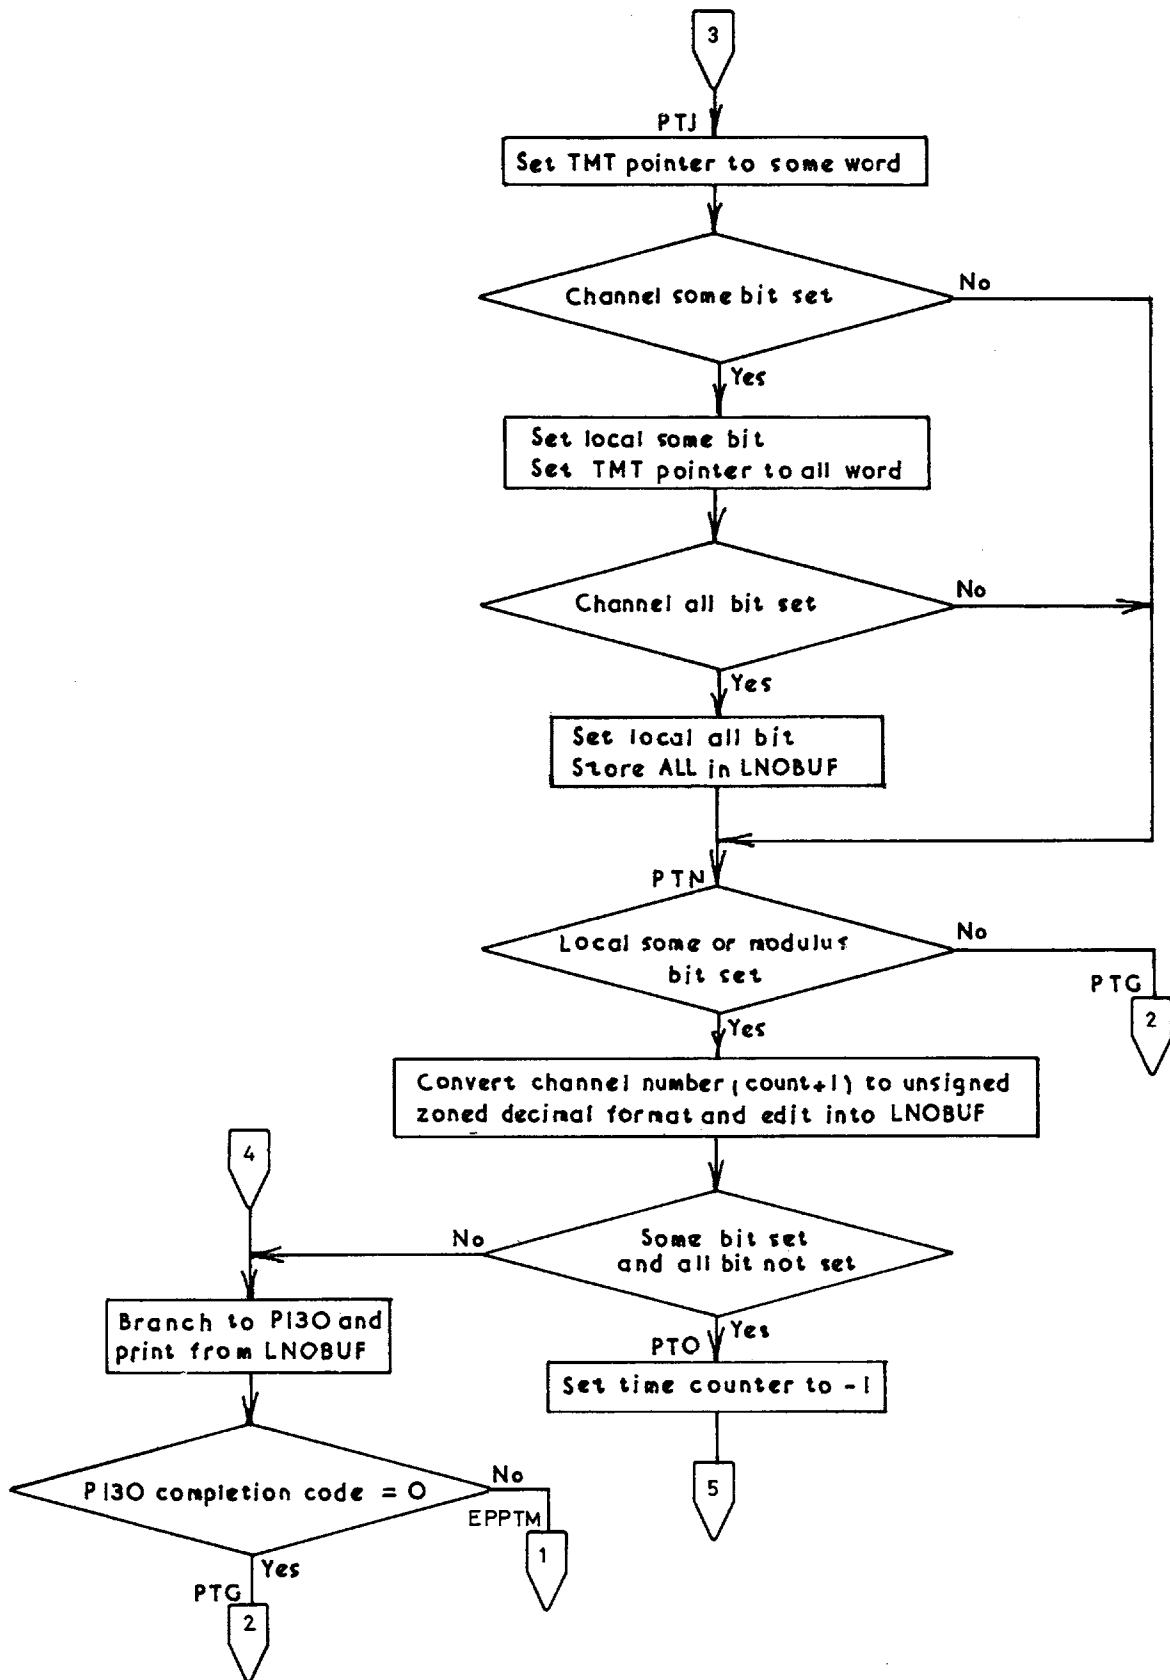 3
PTJ
Set TMT pointer to some word
Channel some bit set
No
Yes
Set local some bit
Set TMT pointer to all word
Channel all bit set
No
Yes
Set local all bit
Store ALL in LNOBUF
PTN
Local some or modulus
bit set
No
PTG
2
Yes
Convert channel number (count+1) to unsigned
zoned decimal format and edit into LNOBUF
4
Some bit set
and all bit not set
No
Branch to P130 and
print from LNOBUF
Yes
PTO
Set time counter to -1
5
P130 completion code = 0
No
EPPTM
1
Yes
PTG
2